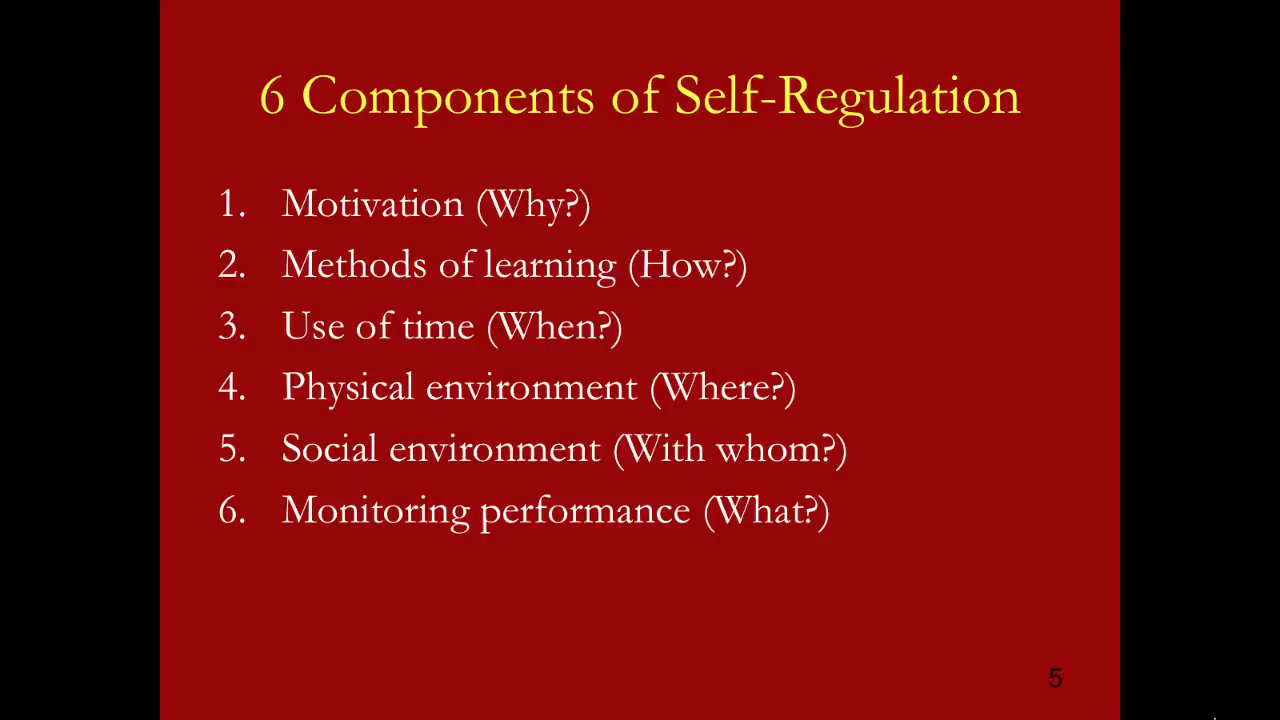 6 Components of Self-Regulation
1. Motivation (Why?)
2. Methods of learning (How?)
3. Use of time (When?)
4. Physical environment (Where?)
5. Social environment (With whom?)
6. Monitoring performance (What?)
5